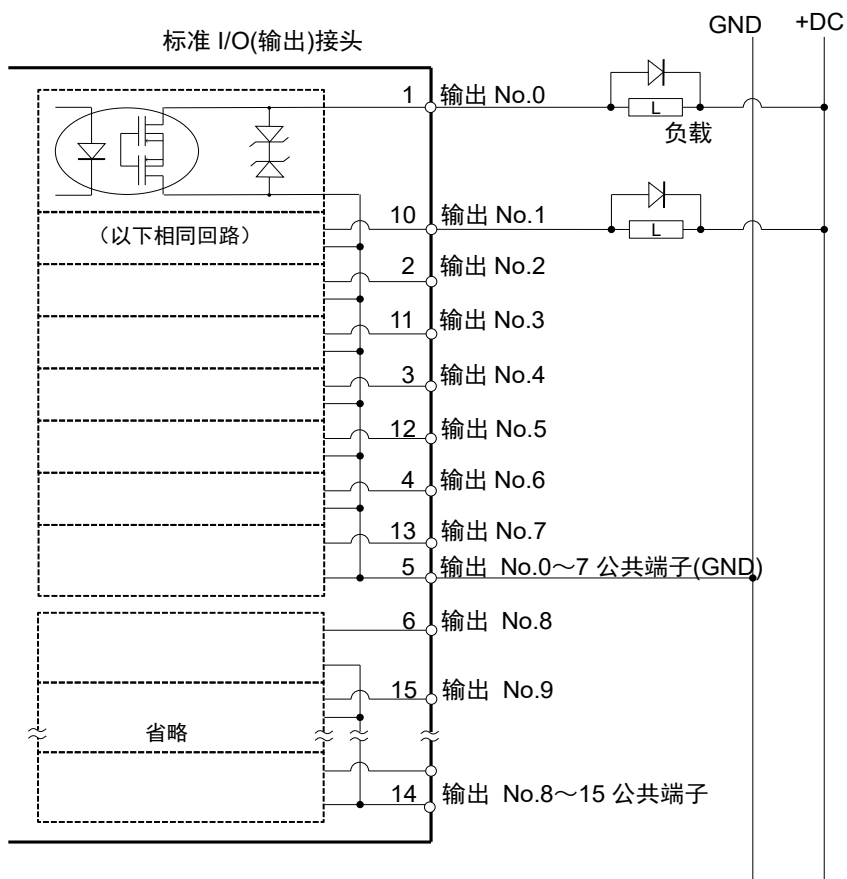 GND +DC
标准 I/O(输出)接头
1 输出 No.0
L
负载
10 输出 No.1
L
（以下相同回路）
2 输出 No.2
11 输出 No.3
3 输出 No.4
12 输出 No.5
4 输出 No.6
13 输出 No.7
5 输出 No.0～7 公共端子(GND)
6 输出 No.8
15 输出 No.9
省略
14 输出 No.8～15 公共端子